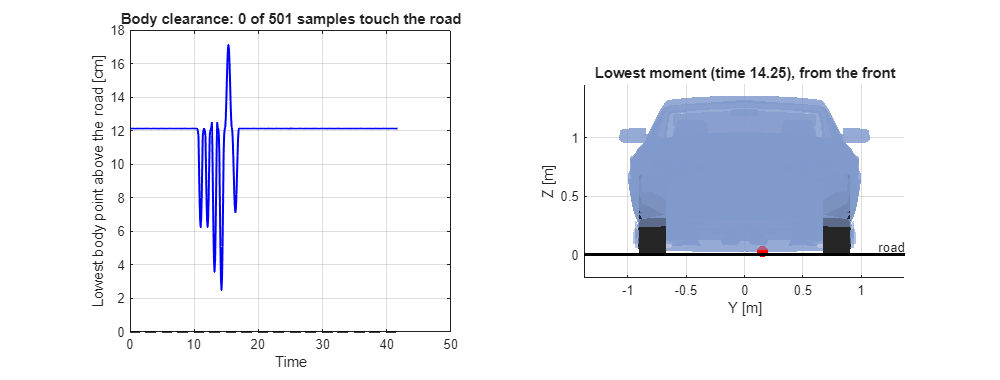 Body clearance: 0 of 501 samples touch the road
Lowest body point above the road [cm]
18
16
14
12
10
8
6
4
2
0
0 10 20 30 40 50
Time
Lowest moment (time 14.25), from the front
Z [m]
1
0.5
0
road
-1 -0.5 0 0.5 1
Y [m]